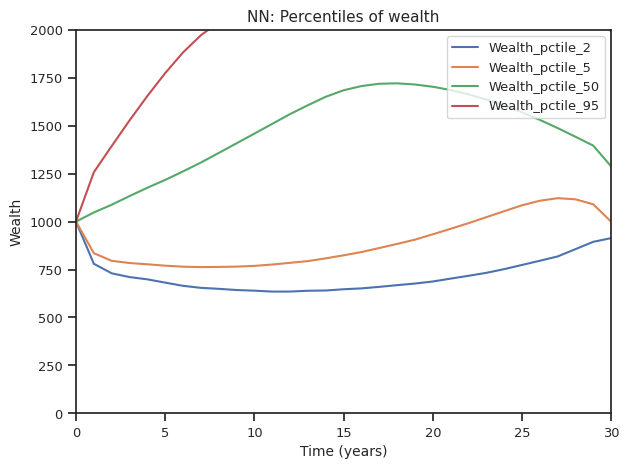 NN: Percentiles of wealth
2000
1750
1500
1250
1000
750
500
250
0
Wealth
Wealth_pctile_2
Wealth_pctile_5
Wealth_pctile_50
Wealth_pctile_95
0 5 10 15 20 25 30
Time (years)